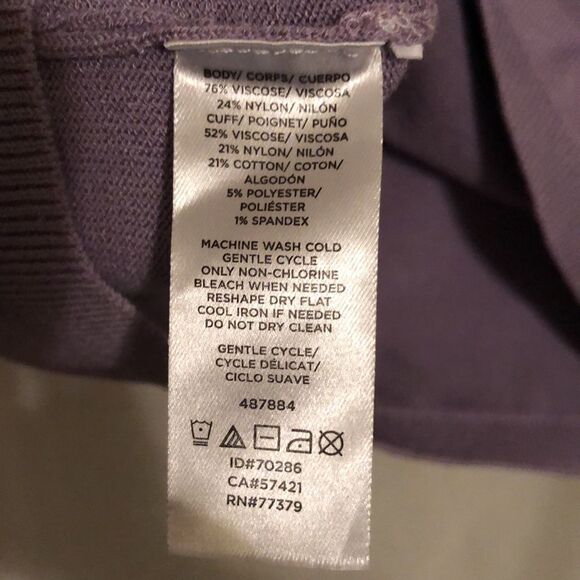 BODY/ CORPS/ CUERPO
76% VISCOSE/ VISCOSA
24% NYLON/ NILÓN
CUFF/ POIGNET/ PUÑO
52% VISCOSE/ VISCOSA
21% NYLON/ NILÓN
21% COTTON/ COTON/
ALGODÓN
5% POLYESTER/
POLIÉSTER
1% SPANDEX
MACHINE WASH COLD
GENTLE CYCLE
ONLY NON-CHLORINE
BLEACH WHEN NEEDED
RESHAPE DRY FLAT
COOL IRON IF NEEDED
DO NOT DRY CLEAN
GENTLE CYCLE/
CYCLE DÉLICAT/
CICLO SUAVE
487884
ID#70286
CA#57421
RN#77379